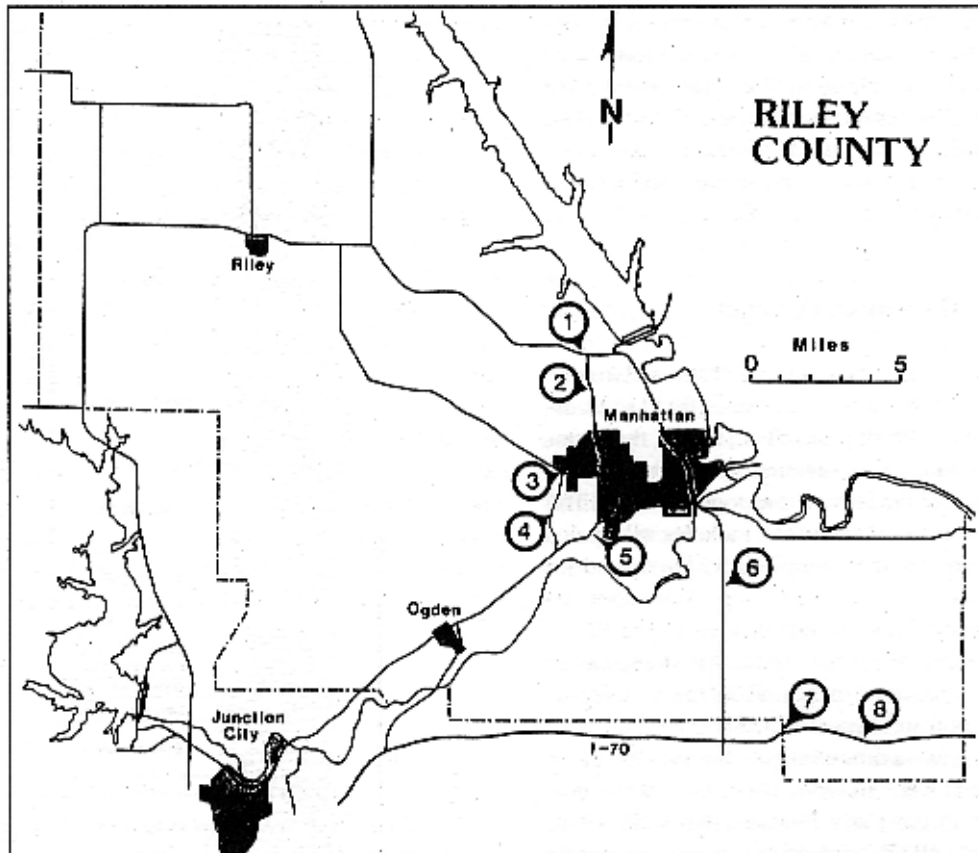 N
RILEY
COUNTY
Riley
1
Miles
0 5
2
Manhattan
3
4
5
6
Ogden
7
8
Junction
City
I-70